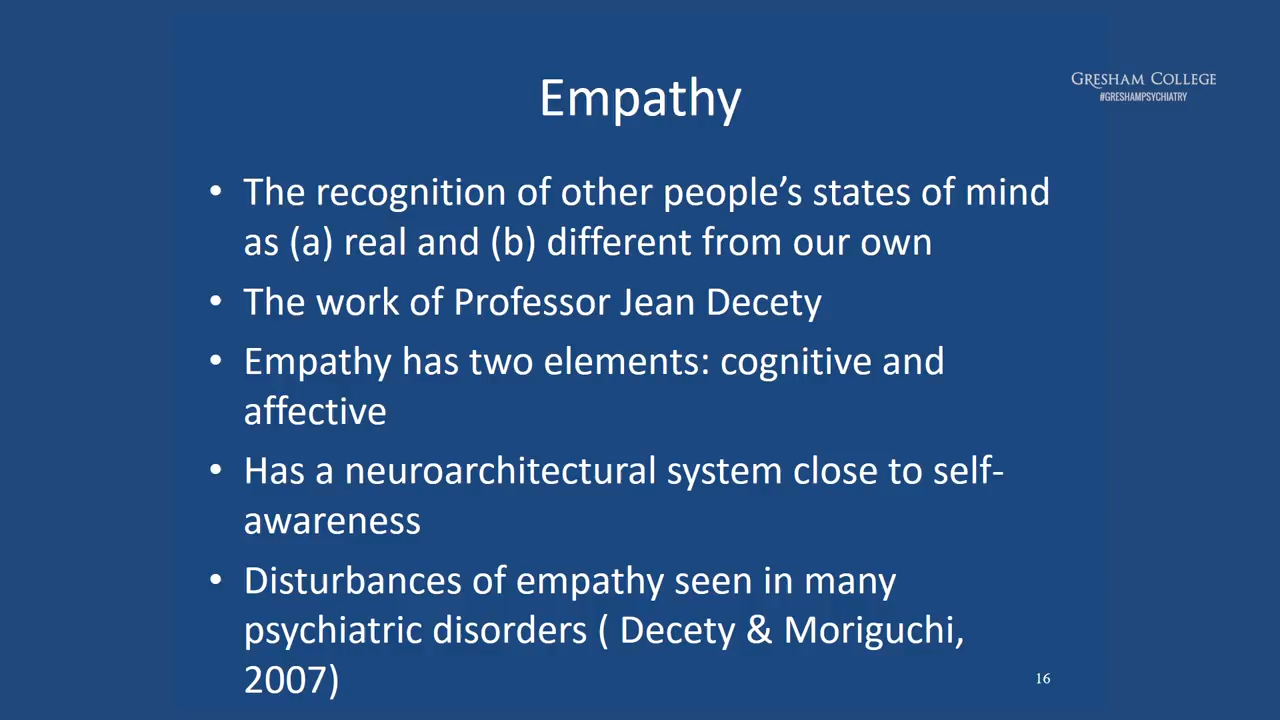 GRESHAM COLLEGE
#GRESHAMPSYCHIATRY
Empathy
• The recognition of other people’s states of mind
as (a) real and (b) different from our own
• The work of Professor Jean Decety
• Empathy has two elements: cognitive and
affective
• Has a neuroarchitectural system close to self-
awareness
• Disturbances of empathy seen in many
psychiatric disorders ( Decety & Moriguchi,
2007)
16